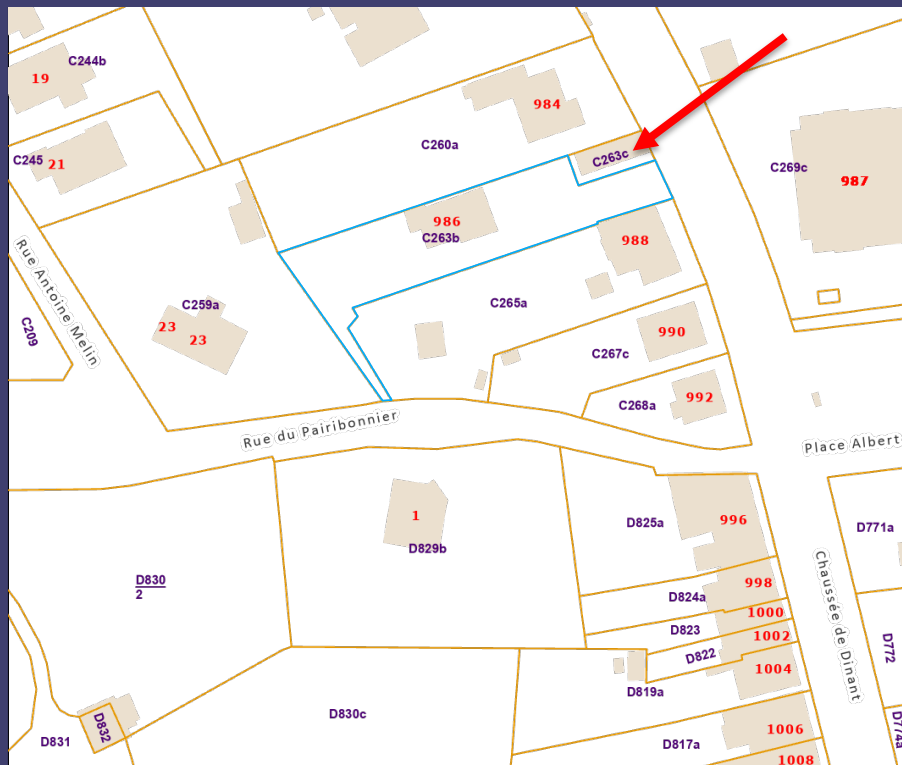 C244b
19
984
C260a
C263c
C245
21
C269c
987
986
C263b
988
Rue Antoine Melin
C259a
C265a
C209
23
23
990
C267c
992
C268a
Rue du Pairibonnier
Place Albert
1
D829b
D825a
996
D771a
D830
2
D824a
998
1000
D823
1002
D822
1004
Chaussée de Dinant
D772
D819a
D830c
D832
D831
D817a
1006
D774a
1008